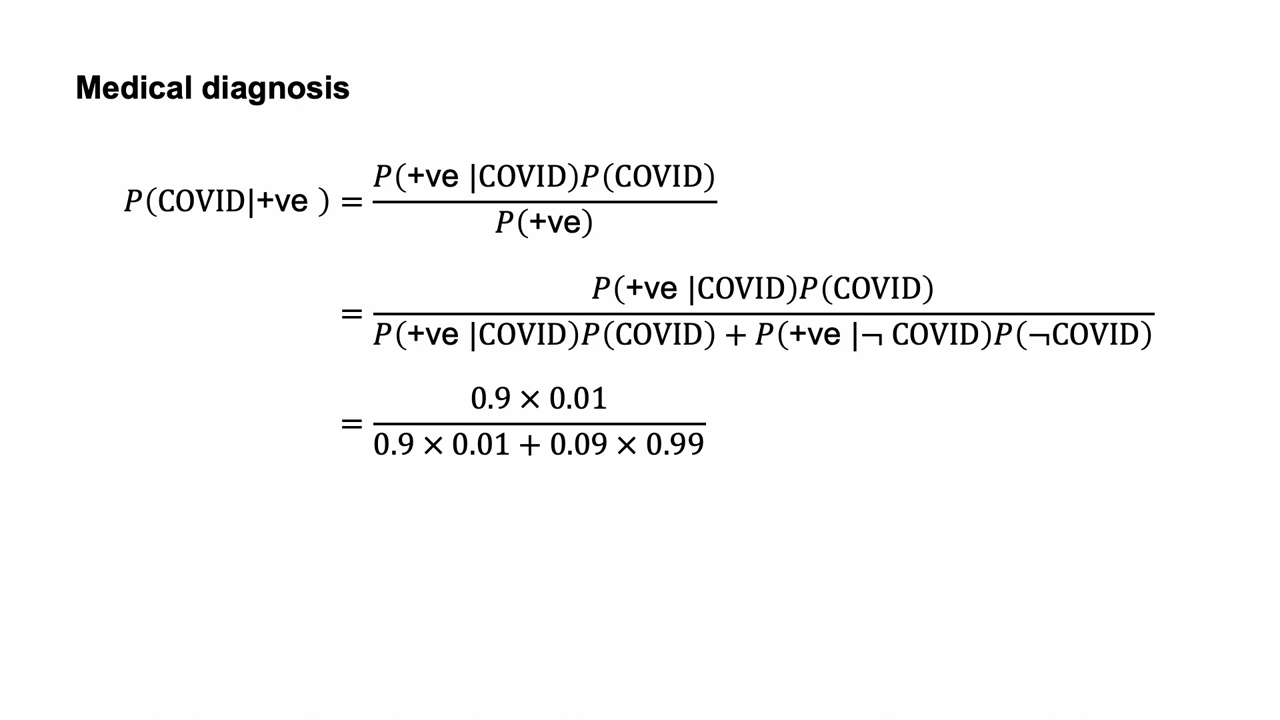 Medical diagnosis
P(COVID|+ve ) = P(+ve |COVID)P(COVID) / P(+ve)
= P(+ve |COVID)P(COVID) / P(+ve |COVID)P(COVID) + P(+ve |¬ COVID)P(¬COVID)
= 0.9 × 0.01 / 0.9 × 0.01 + 0.09 × 0.99